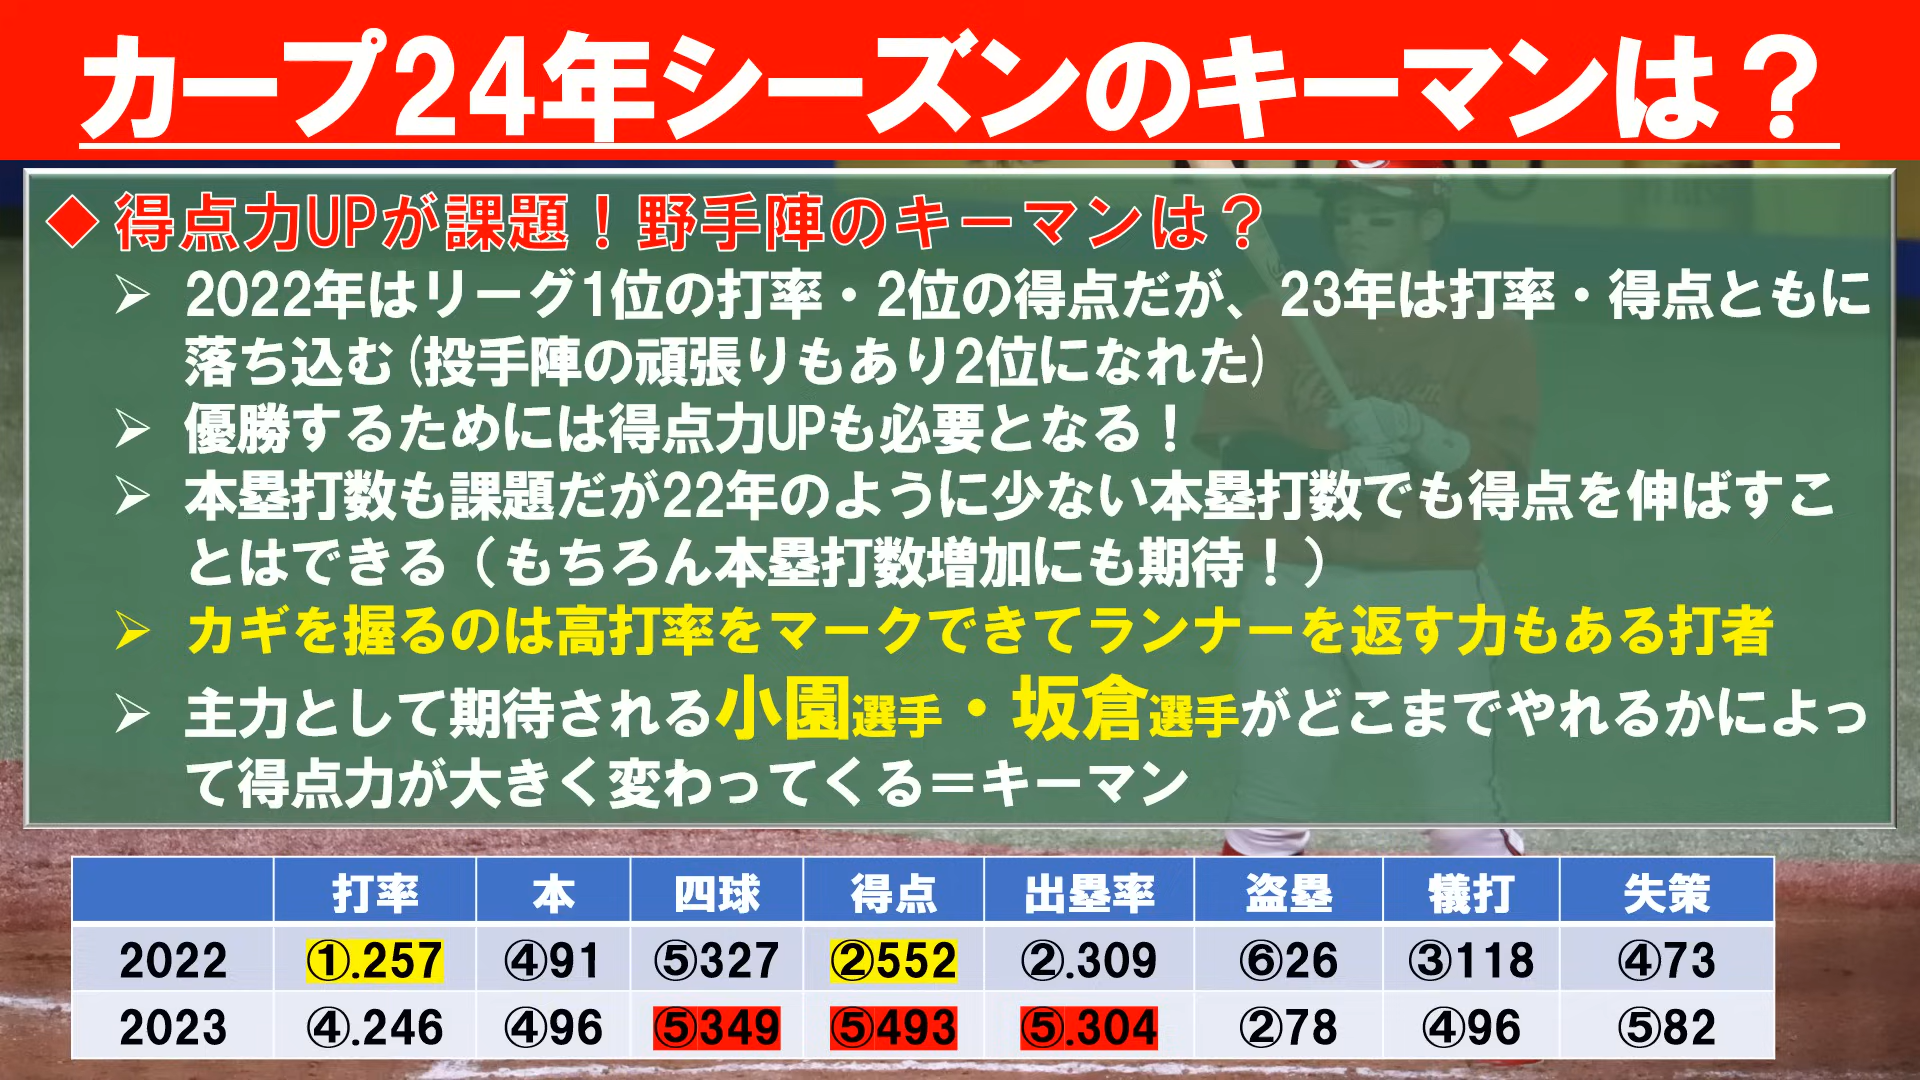 カープ24年シーズンのキーマンは？
◆得点力UPが課題！野手陣のキーマンは？
➢ 2022年はリーグ1位の打率・2位の得点だが、23年は打率・得点ともに
落ち込む(投手陣の頑張りもあり2位になれた)
➢ 優勝するためには得点力UPも必要となる！
➢ 本塁打数も課題だが22年のように少ない本塁打数でも得点を伸ばすこ
とはできる（もちろん本塁打数増加にも期待！）
➢ カギを握るのは高打率をマークできてランナーを返す力もある打者
➢ 主力として期待される小園選手・坂倉選手がどこまでやれるかによっ
て得点力が大きく変わってくる＝キーマン
打率 本 四球 得点 出塁率 盗塁 犠打 失策
2022 ①.257 ④91 ⑤327 ②552 ②.309 ⑥26 ③118 ④73
2023 ④.246 ④96 ⑤349 ⑤493 ⑤.304 ②78 ④96 ⑤82